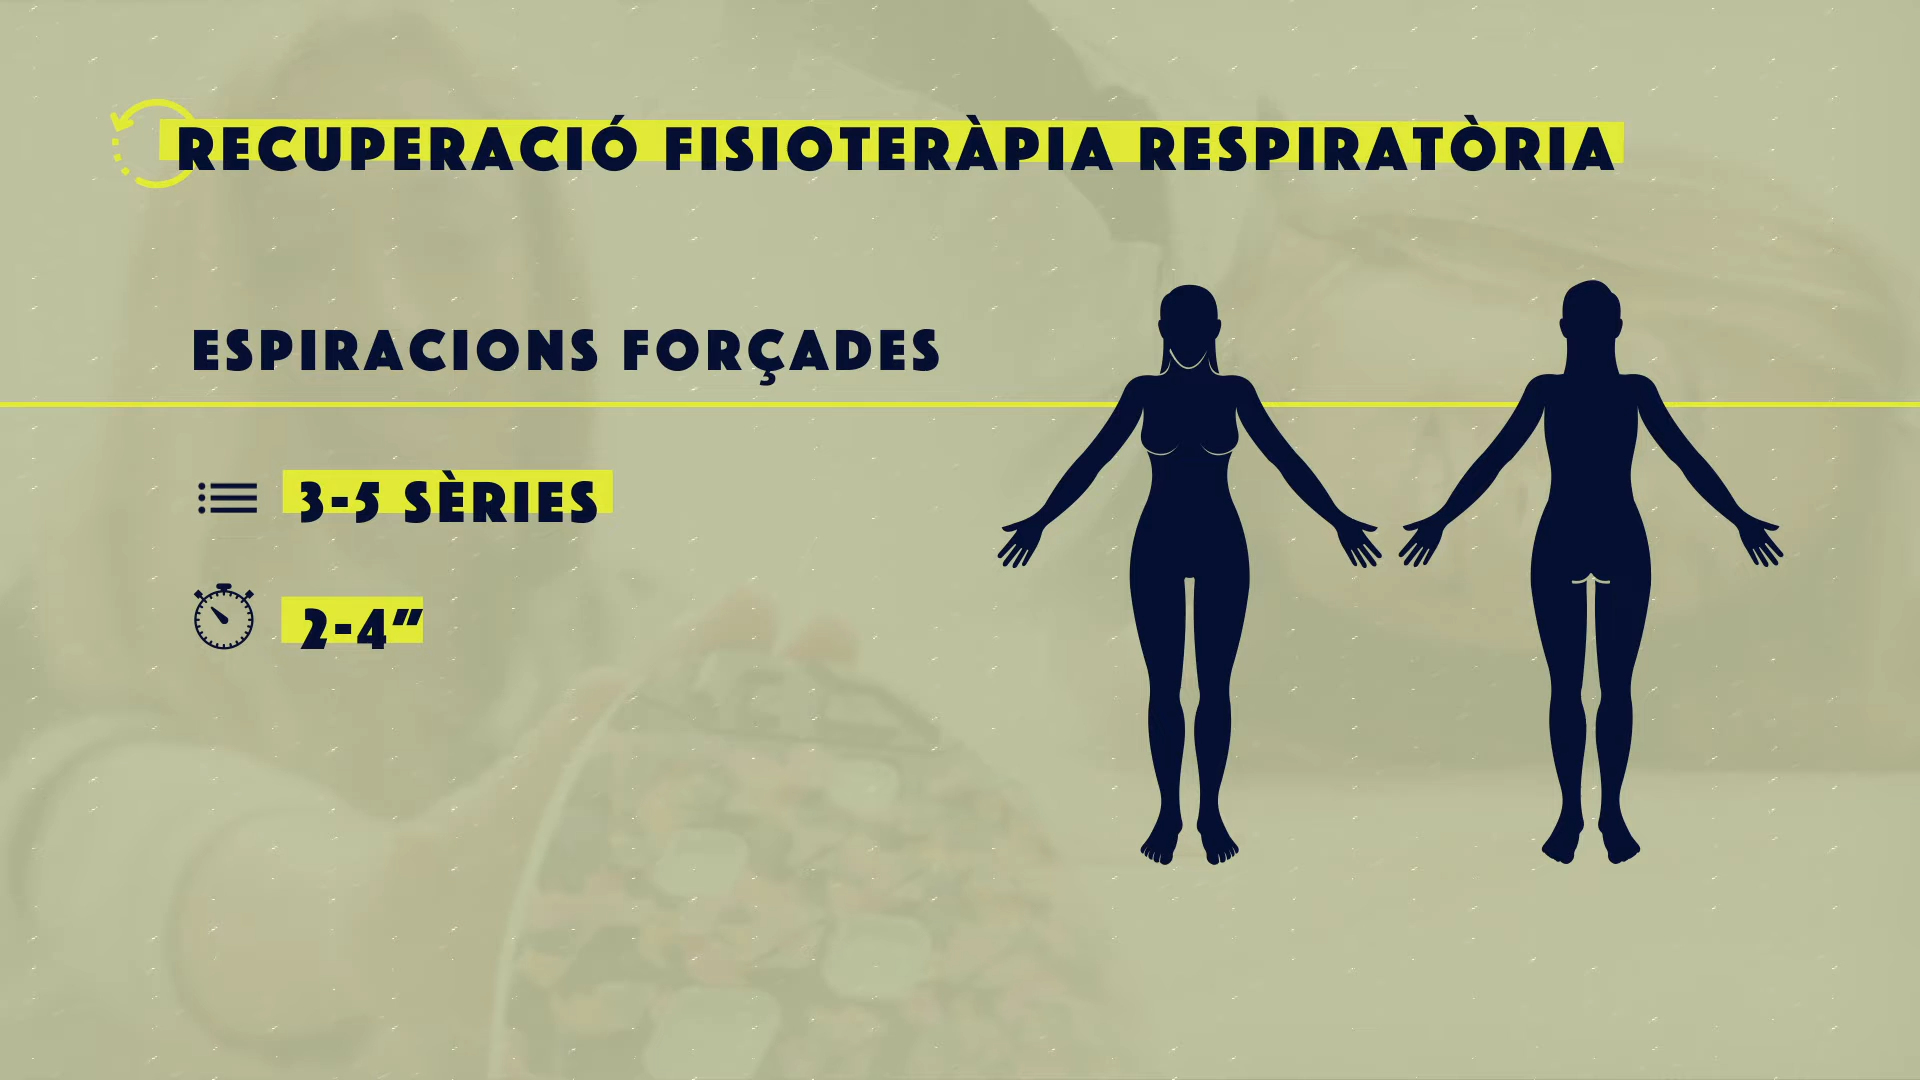 RECUPERACIÓ FISIOTERÀPIA RESPIRATÒRIA
ESPIRACIONS FORÇADES
3-5 SÈRIES
2-4"